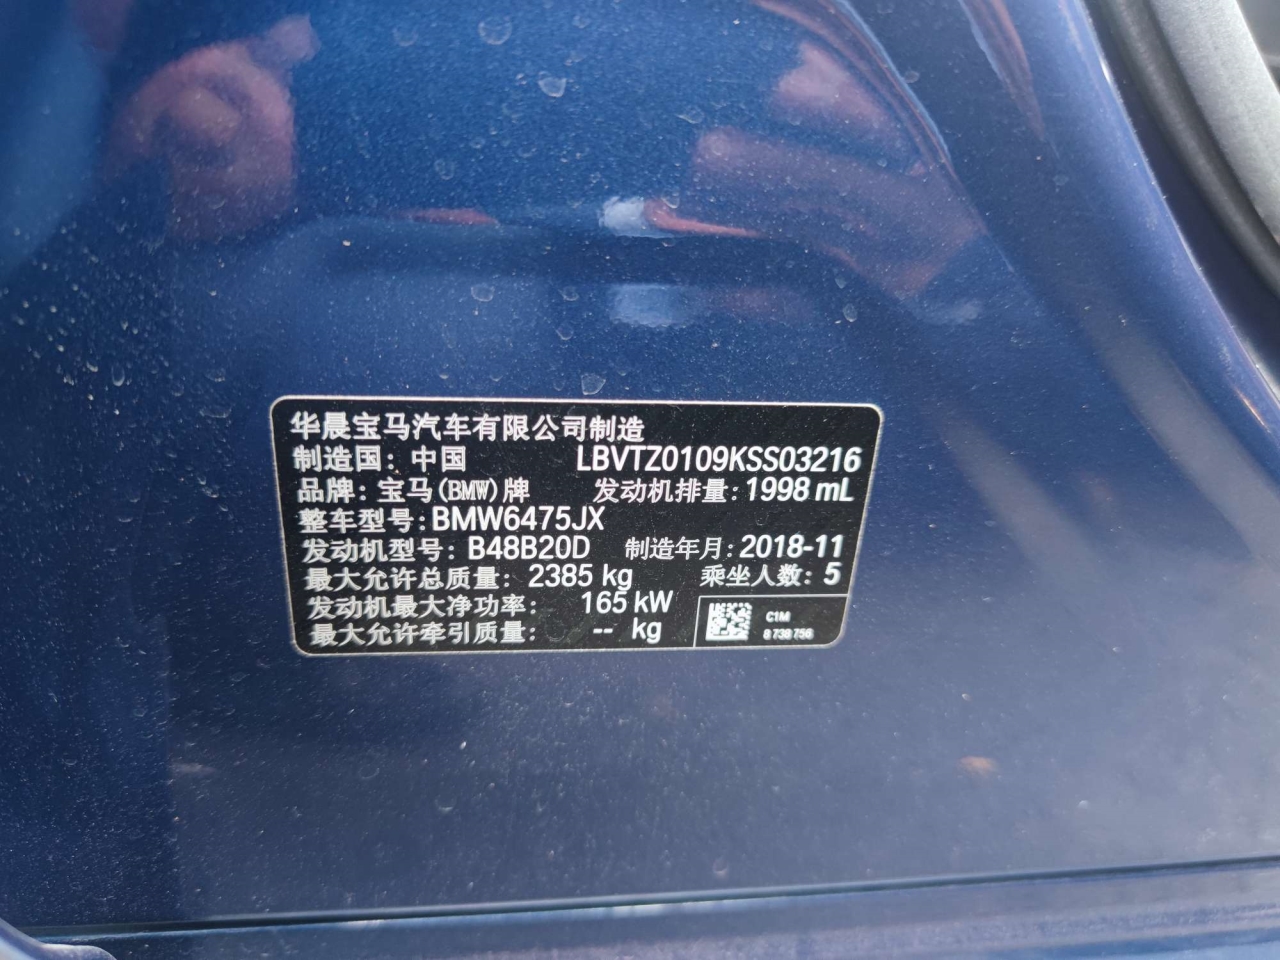 华晨宝马汽车有限公司制造
制造国：中国 LBVTZ0109KSS03216
品牌：宝马(BMW)牌 发动机排量：1998 mL
整车型号：BMW6475JX
发动机型号：B48B20D 制造年月：2018-11
最大允许总质量：2385 kg 乘坐人数：5
发动机最大净功率：165 kW
最大允许牵引质量：-- kg
C1M
8 738 756